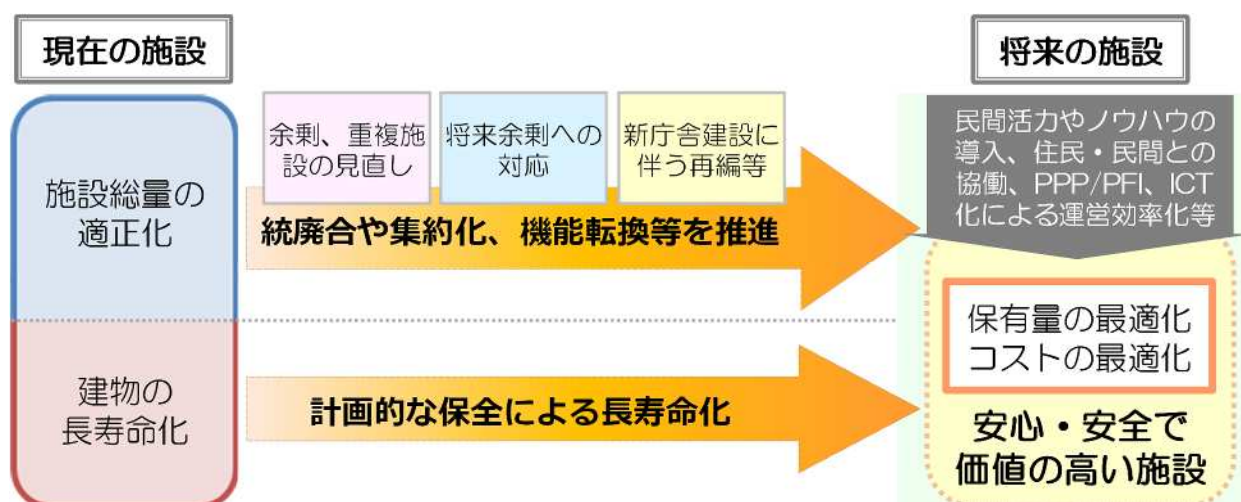 現在の施設
将来の施設
施設総量の
適正化
余剰、重複施
設の見直し
将来余剰への
対応
新庁舎建設に
伴う再編等
統廃合や集約化、機能転換等を推進
民間活力やノウハウの
導入、住民・民間との
協働、PPP/PFI、ICT
化による運営効率化等
建物の
長寿命化
計画的な保全による長寿命化
保有量の最適化
コストの最適化
安心・安全で
価値の高い施設